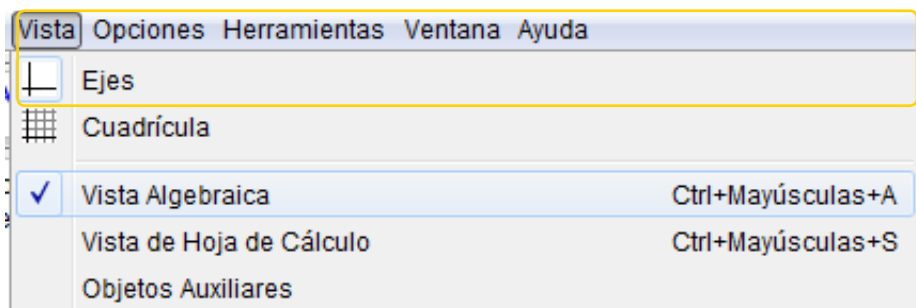 Vista Opciones Herramientas Ventana Ayuda
Ejes
Cuadrícula
Vista Algebraica Ctrl+Mayúsculas+A
Vista de Hoja de Cálculo Ctrl+Mayúsculas+S
Objetos Auxiliares